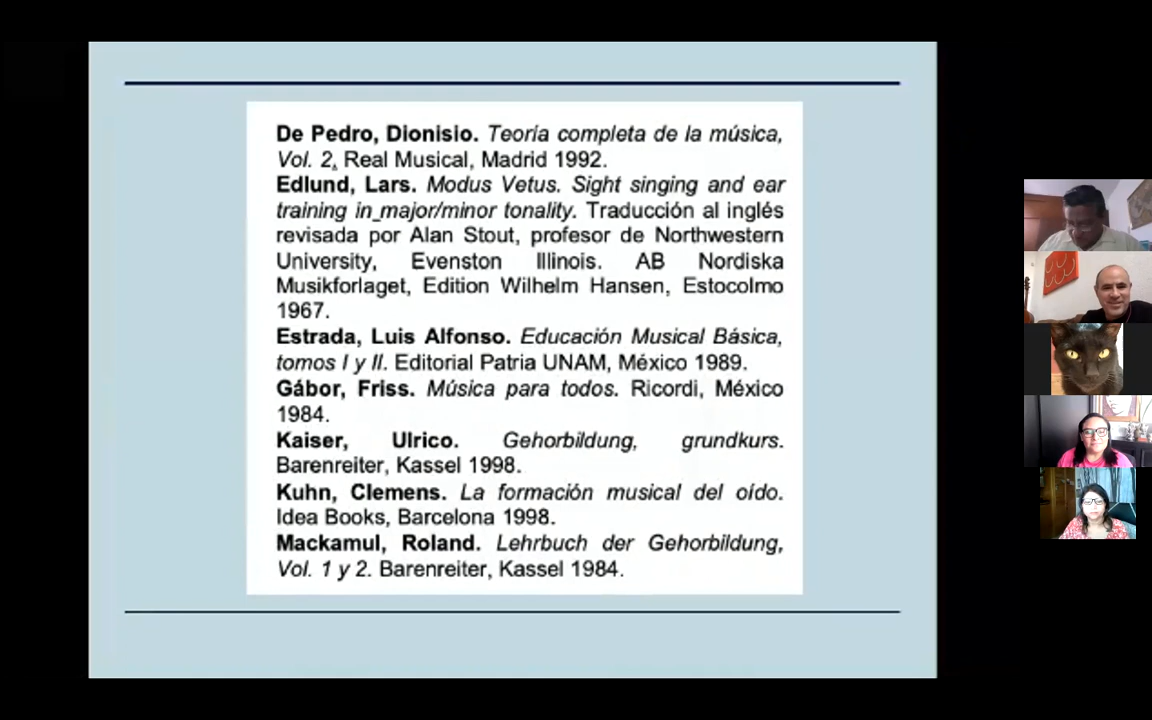 De Pedro, Dionisio. Teoría completa de la música,
Vol. 2, Real Musical, Madrid 1992.
Edlund, Lars. Modus Vetus. Sight singing and ear
training in_major/minor tonality. Traducción al inglés
revisada por Alan Stout, profesor de Northwestern
University, Evenston Illinois. AB Nordiska
Musikforlaget, Edition Wilhelm Hansen, Estocolmo
1967.
Estrada, Luis Alfonso. Educación Musical Básica,
tomos I y II. Editorial Patria UNAM, México 1989.
Gábor, Friss. Música para todos. Ricordi, México
1984.
Kaiser, Ulrico. Gehorbildung, grundkurs.
Barenreiter, Kassel 1998.
Kuhn, Clemens. La formación musical del oído.
Idea Books, Barcelona 1998.
Mackamul, Roland. Lehrbuch der Gehorbildung,
Vol. 1 y 2. Barenreiter, Kassel 1984.